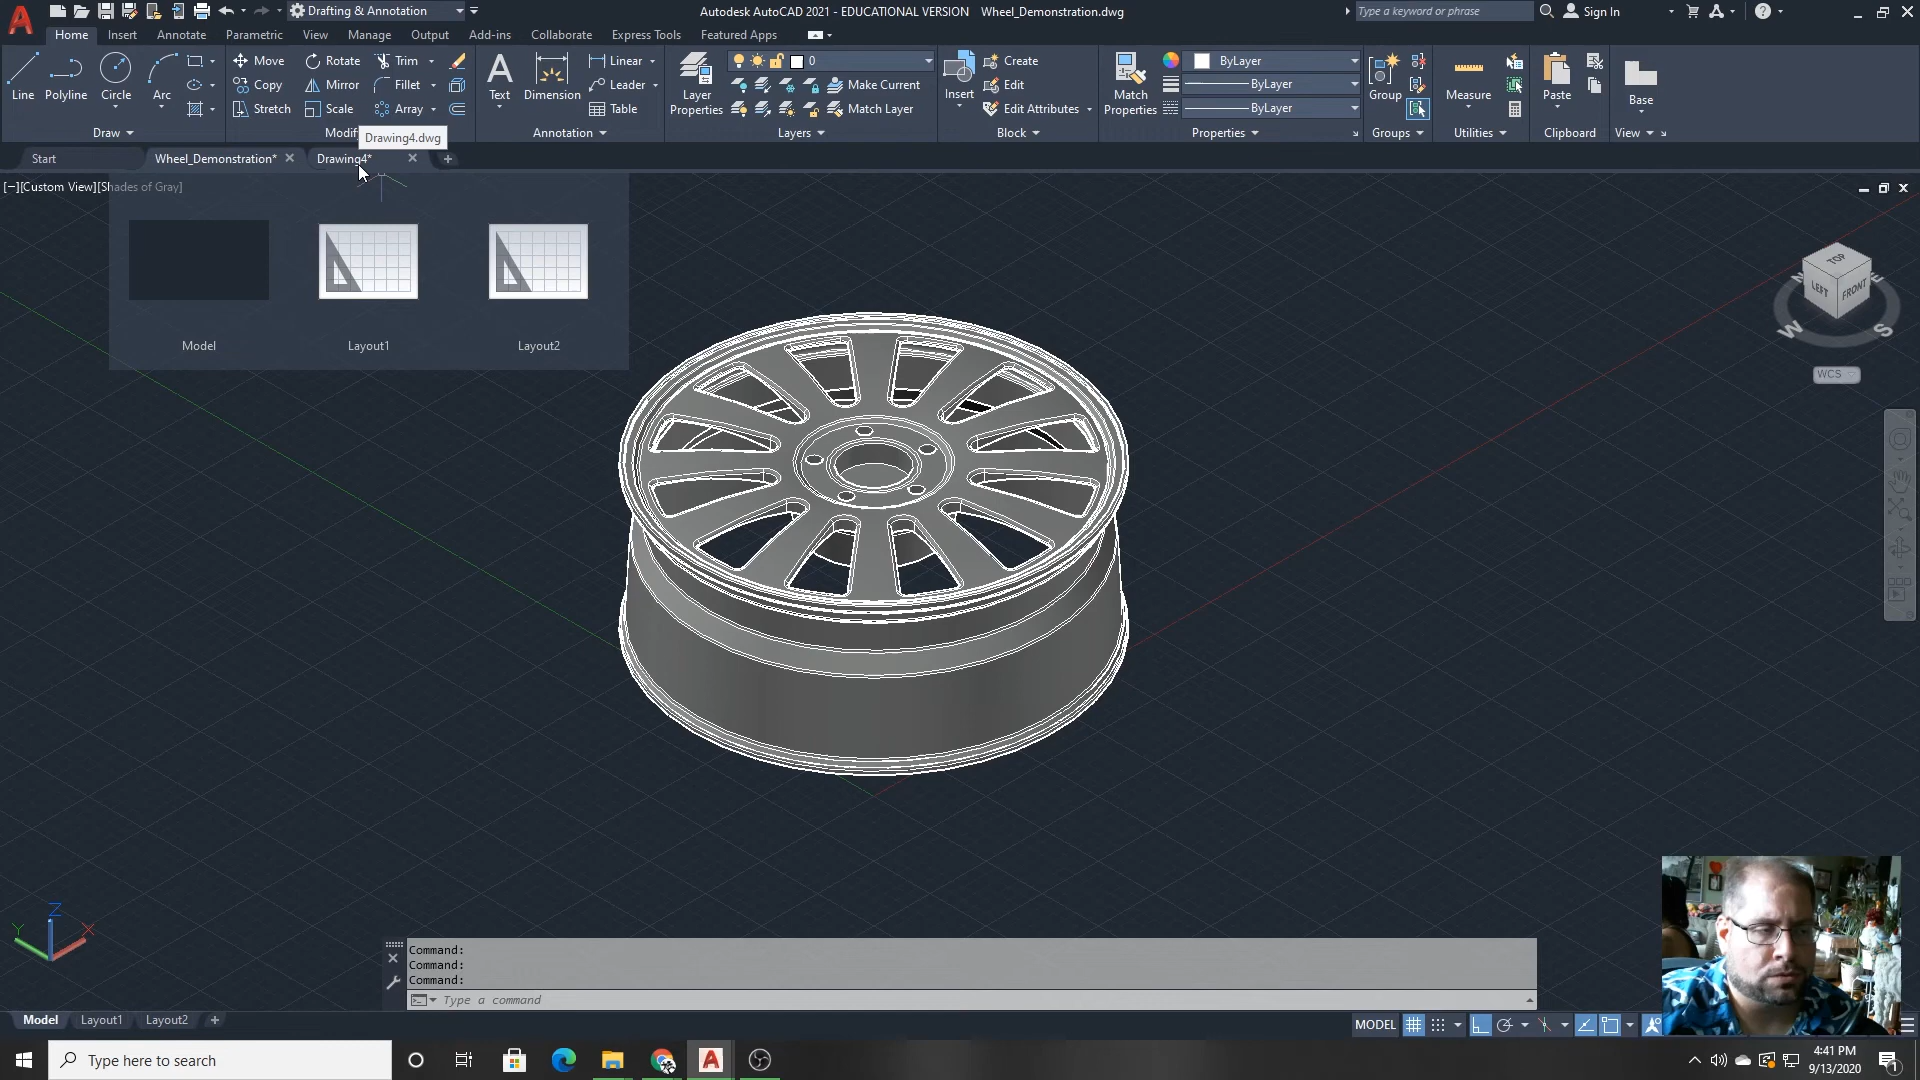 Drafting & Annotation
Autodesk AutoCAD 2021 - EDUCATIONAL VERSION Wheel_Demonstration.dwg
Type a keyword or phrase
Sign In
Home Insert Annotate Parametric View Manage Output Add-ins Collaborate Express Tools Featured Apps
Line Polyline Circle Arc
Move Rotate Trim
Copy Mirror Fillet
Stretch Scale Array
Text Dimension
Linear
Leader
Table
Layer
Properties
0
Make Current
Match Layer
Insert
Create
Edit
Edit Attributes
Match
Properties
ByLayer
ByLayer
ByLayer
Group
Measure
Paste
Base
Draw Modif Annotation Layers Block Properties Groups Utilities Clipboard View
Drawing4.dwg
Start Wheel_Demonstration* Drawing4*
[−][Custom View][Shades of Gray]
Model Layout1 Layout2
TOP
LEFT FRONT
N E
W S
WCS
Z
Y X
Command:
Command:
Command:
Type a command
Model Layout1 Layout2
MODEL
Type here to search
4:41 PM
9/13/2020
1